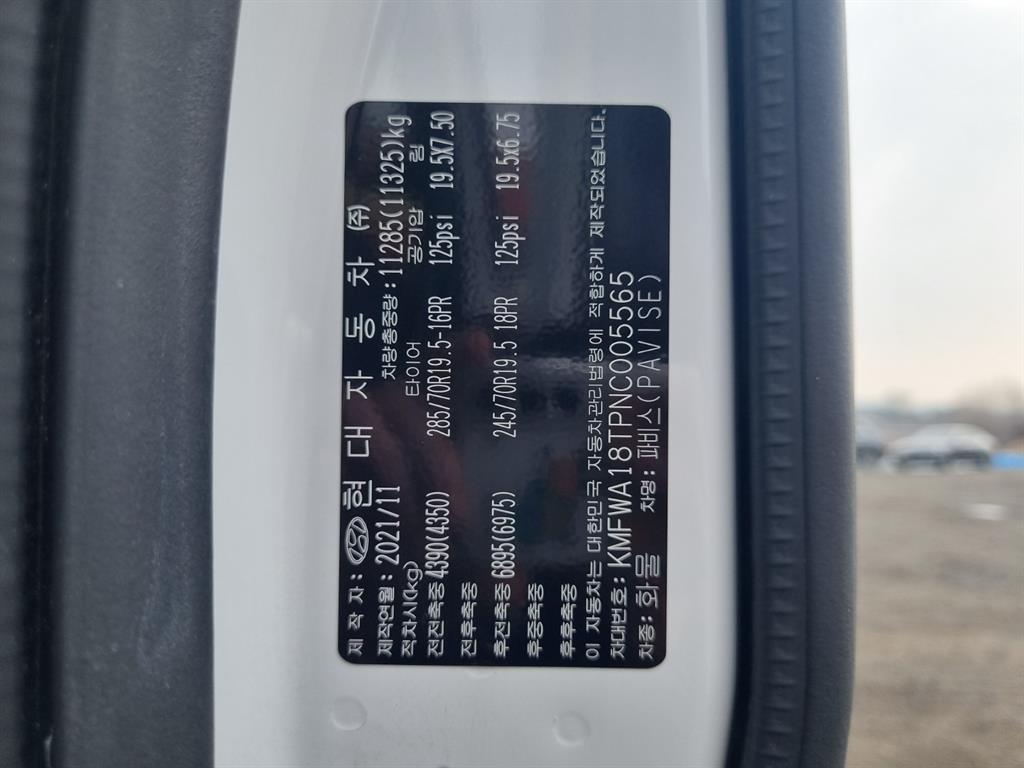 제 작 자: 현 대 자 동 차 (주)
제작연월: 2021/11 차량총중량: 11285(11325)kg
적차시(kg) 타이어 공기압 림
전전축중 4390(4350) 285/70R19.5-16PR 125psi 19.5X7.50
전후축중
후전축중 6895(6975) 245/70R19.5 18PR 125psi 19.5x6.75
후중축중
후후축중
이 자동차는 대한민국 자동차관리법령에 적합하게 제작되었습니다.
차대번호: KMFWA18TPNC005565
차종: 화물 차명: 파비스(PAVISE)